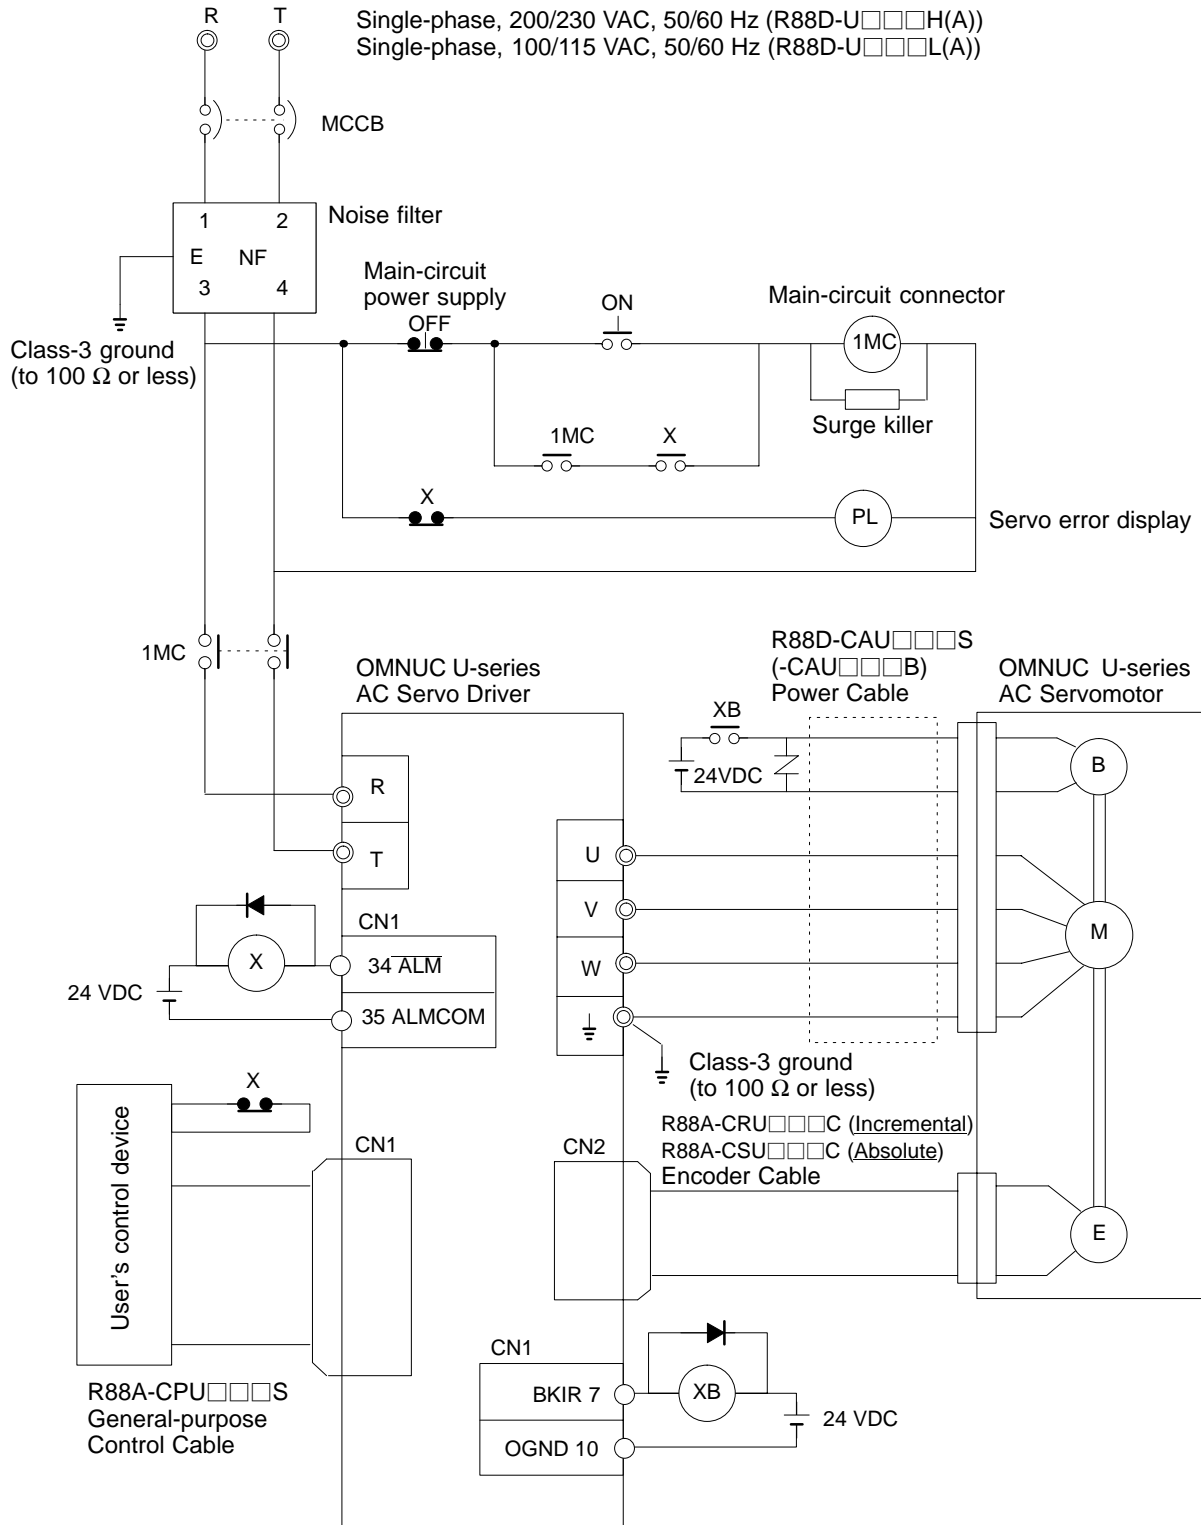 R T Single-phase, 200/230 VAC, 50/60 Hz (R88D-U□□□H(A))
Single-phase, 100/115 VAC, 50/60 Hz (R88D-U□□□L(A))
MCCB
1 2 Noise filter
E NF
3 4
Class-3 ground
(to 100 Ω or less)
Main-circuit
power supply
OFF
ON
Main-circuit connector
1MC
Surge killer
1MC X
X
PL
Servo error display
1MC
OMNUC U-series
AC Servo Driver
R88D-CAU□□□S
(-CAU□□□B)
Power Cable
OMNUC U-series
AC Servomotor
XB
24VDC
B
R
T
U
V
W
M
CN1
X
34 ALM
24 VDC
35 ALMCOM
Class-3 ground
(to 100 Ω or less)
X
User's control device
CN1
CN2
R88A-CRU□□□C (Incremental)
R88A-CSU□□□C (Absolute)
Encoder Cable
E
R88A-CPU□□□S
General-purpose
Control Cable
CN1
BKIR 7
XB
24 VDC
OGND 10